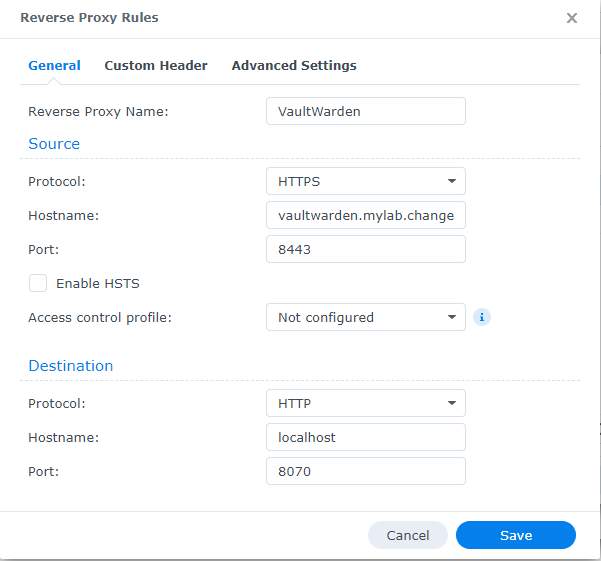 Reverse Proxy Rules
General Custom Header Advanced Settings
Reverse Proxy Name: VaultWarden
Source
Protocol: HTTPS
Hostname: vaultwarden.mylab.change
Port: 8443
Enable HSTS
Access control profile: Not configured
Destination
Protocol: HTTP
Hostname: localhost
Port: 8070
Cancel Save